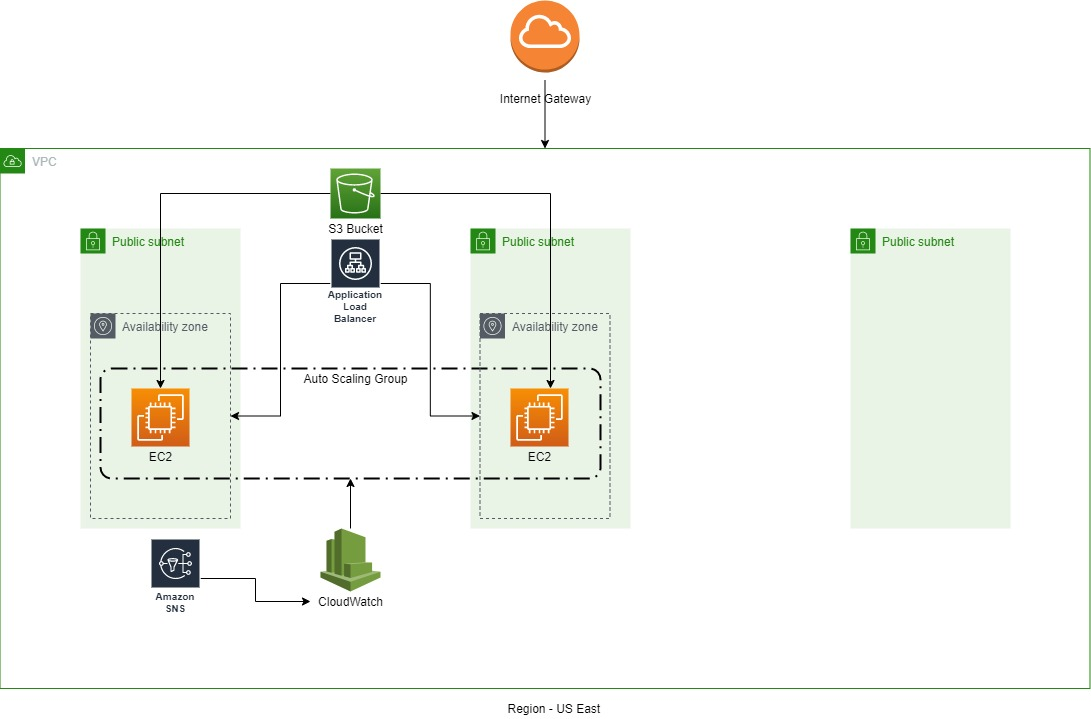 Internet Gateway
VPC
S3 Bucket
Public subnet
Public subnet
Public subnet
Application
Load
Balancer
Availability zone
Availability zone
Auto Scaling Group
EC2
EC2
Amazon
SNS
CloudWatch
Region - US East